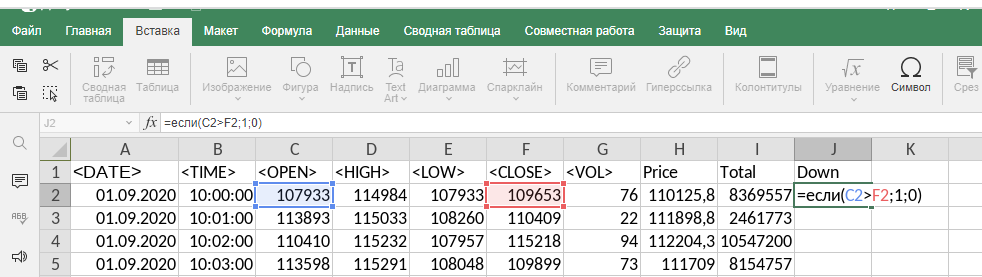 Файл Главная Вставка Макет Формула Данные Сводная таблица Совместная работа Защита Вид
Сводная таблица Таблица Изображение Фигура Надпись Text Art Диаграмма Спарклайн Комментарий Гиперссылка Колонтитулы Уравнение Символ Срез
J2 fx =если(C2>F2;1;0)
A B C D E F G H I J K
1 <DATE> <TIME> <OPEN> <HIGH> <LOW> <CLOSE> <VOL> Price Total Down
2 01.09.2020 10:00:00 107933 114984 107933 109653 76 110125,8 8369557 =если(C2>F2;1;0)
3 01.09.2020 10:01:00 113893 115033 108260 110409 22 111898,8 2461773
4 01.09.2020 10:02:00 110410 115232 107957 115218 94 112204,3 10547200
5 01.09.2020 10:03:00 113598 115291 108048 109899 73 111709 8154757